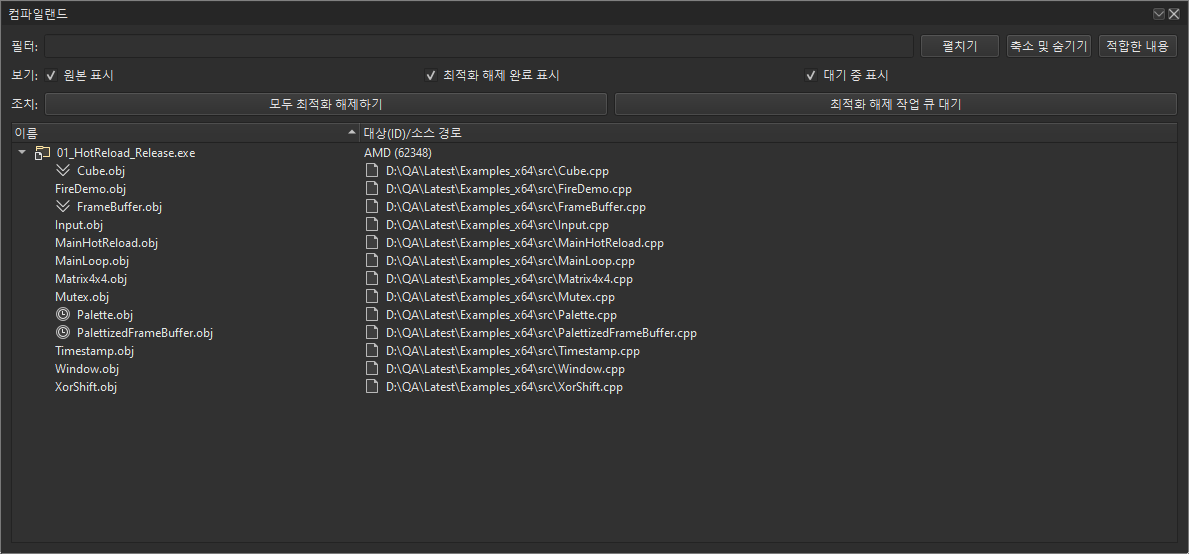 컴파일랜드
필터: 펼치기 축소 및 숨기기 적합한 내용
보기: 원본 표시 최적화 해제 완료 표시 대기 중 표시
조치: 모두 최적화 해제하기 최적화 해제 작업 큐 대기
이름 대상(ID)/소스 경로
01_HotReload_Release.exe AMD (62348)
Cube.obj D:\QA\Latest\Examples_x64\src\Cube.cpp
FireDemo.obj D:\QA\Latest\Examples_x64\src\FireDemo.cpp
FrameBuffer.obj D:\QA\Latest\Examples_x64\src\FrameBuffer.cpp
Input.obj D:\QA\Latest\Examples_x64\src\Input.cpp
MainHotReload.obj D:\QA\Latest\Examples_x64\src\MainHotReload.cpp
MainLoop.obj D:\QA\Latest\Examples_x64\src\MainLoop.cpp
Matrix4x4.obj D:\QA\Latest\Examples_x64\src\Matrix4x4.cpp
Mutex.obj D:\QA\Latest\Examples_x64\src\Mutex.cpp
Palette.obj D:\QA\Latest\Examples_x64\src\Palette.cpp
PalettizedFrameBuffer.obj D:\QA\Latest\Examples_x64\src\PalettizedFrameBuffer.cpp
Timestamp.obj D:\QA\Latest\Examples_x64\src\Timestamp.cpp
Window.obj D:\QA\Latest\Examples_x64\src\Window.cpp
XorShift.obj D:\QA\Latest\Examples_x64\src\XorShift.cpp